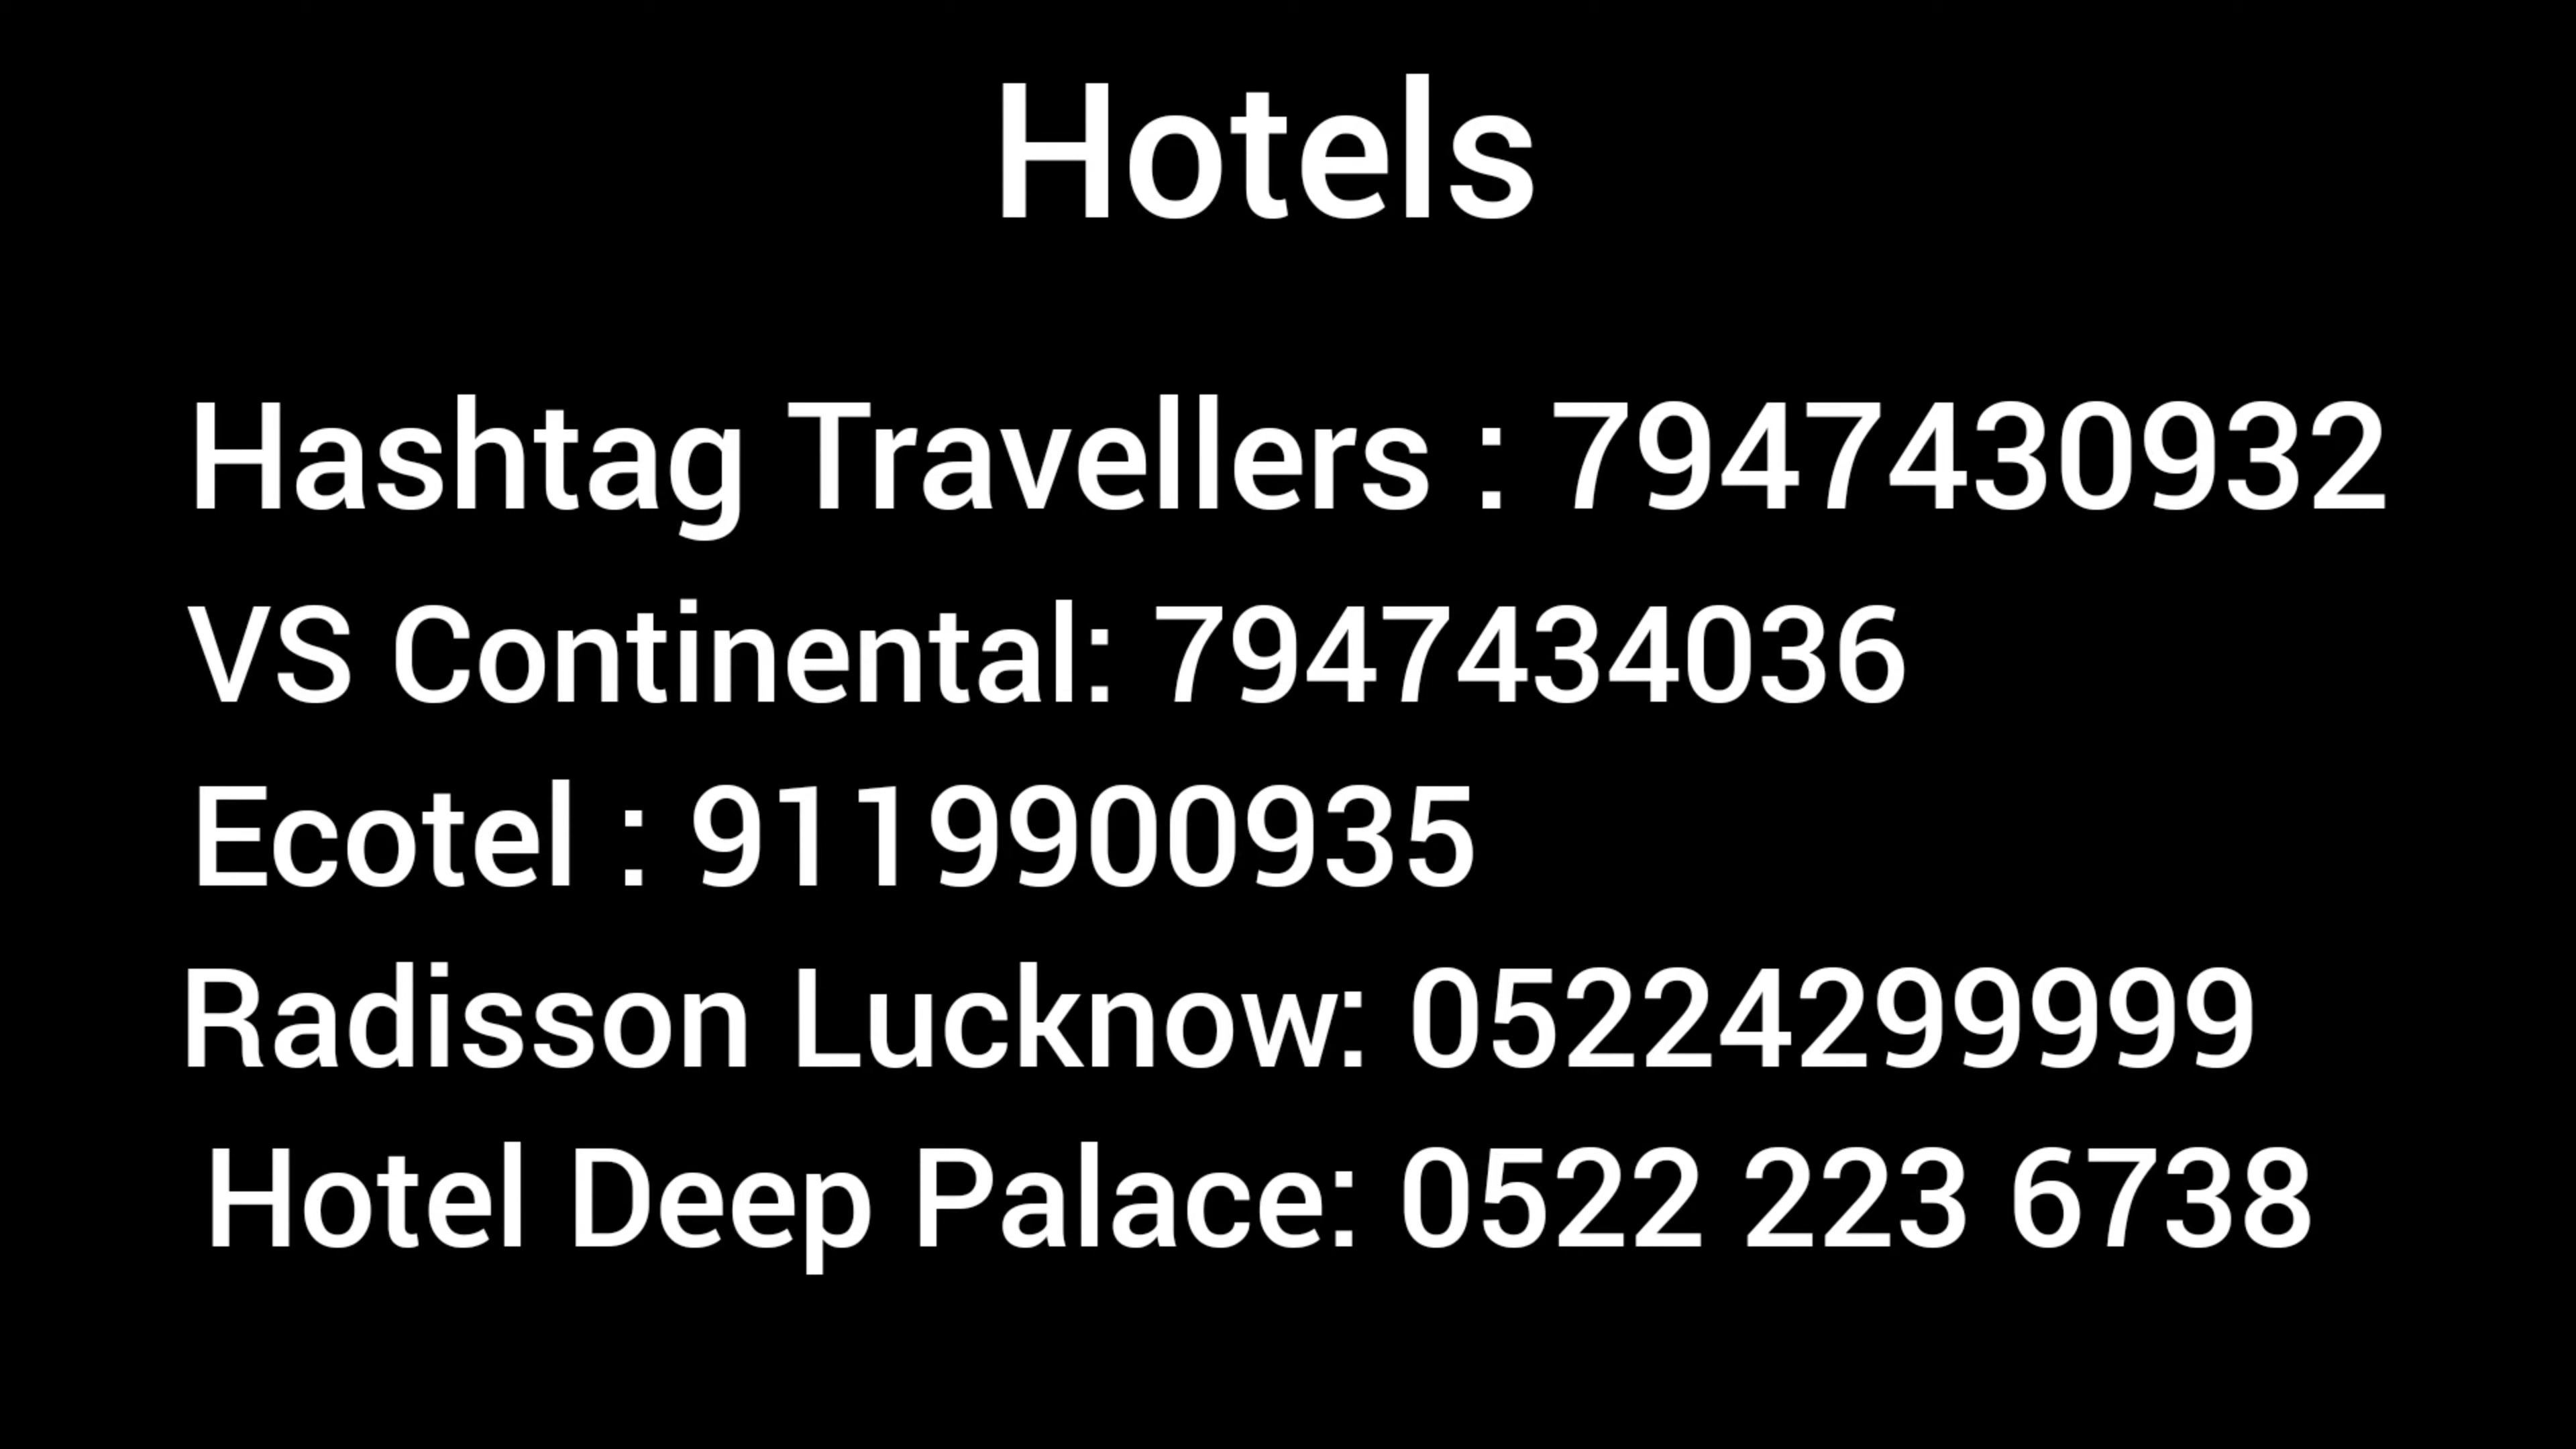 Hotels
Hashtag Travellers : 7947430932
VS Continental: 7947434036
Ecotel : 9119900935
Radisson Lucknow: 05224299999
Hotel Deep Palace: 0522 223 6738